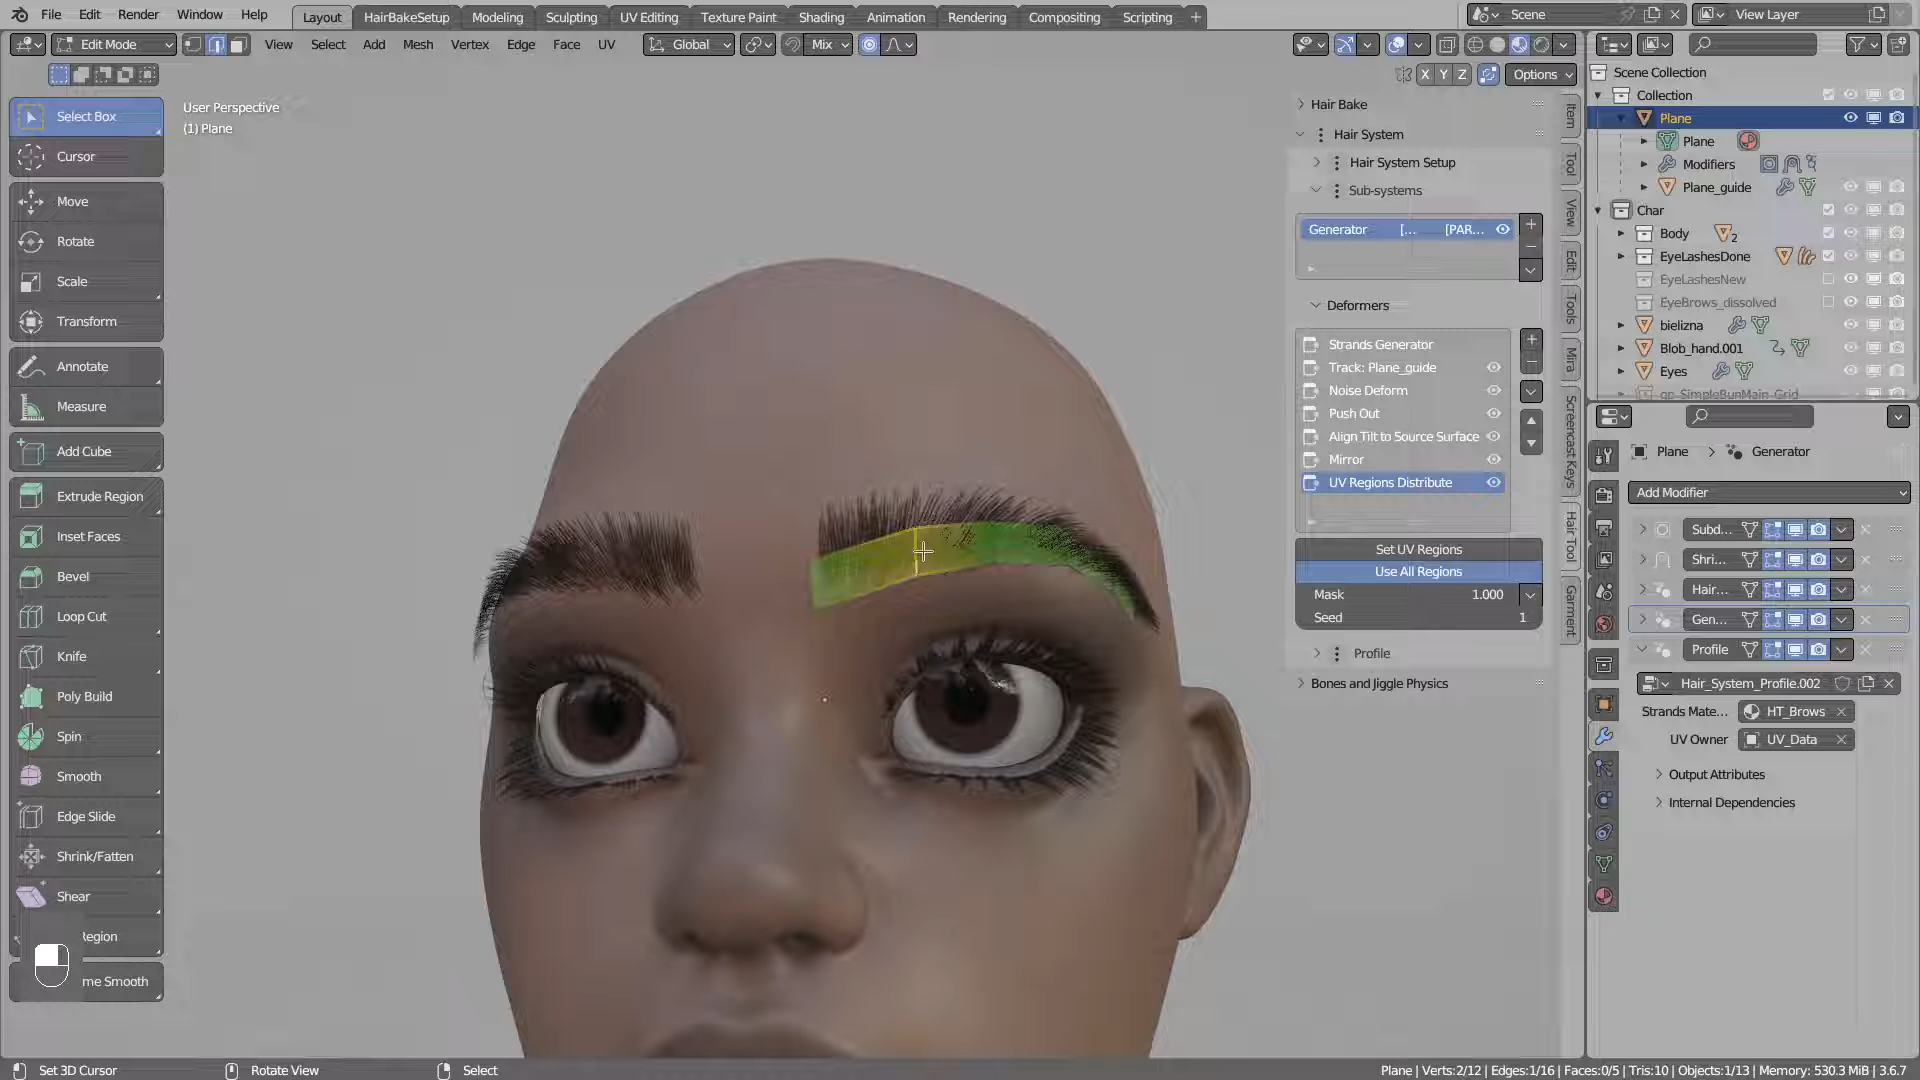 File Edit Render Window Help Layout HairBakeSetup Modeling Sculpting UV Editing Texture Paint Shading Animation Rendering Compositing Scripting + Scene View Layer
Edit Mode View Select Add Mesh Vertex Edge Face UV Global Mix
X Y Z Options
Select Box
Cursor
Move
Rotate
Scale
Transform
Annotate
Measure
Add Cube
Extrude Region
Inset Faces
Bevel
Loop Cut
Knife
Poly Build
Spin
Smooth
Edge Slide
Shrink/Fatten
Shear
Region
me Smooth
User Perspective
(1) Plane
Hair Bake
Hair System
Hair System Setup
Sub-systems
Generator [... [PAR...
Deformers
Strands Generator
Track: Plane_guide
Noise Deform
Push Out
Align Tilt to Source Surface
Mirror
UV Regions Distribute
Set UV Regions
Use All Regions
Mask 1.000
Seed 1
Profile
Bones and Jiggle Physics
Item
Tool
View
Edit
Tools
Mira
Screencast Keys
Hair Tool
Garment
Scene Collection
Collection
Plane
Plane
Modifiers
Plane_guide
Char
Body 2
EyeLashesDone
EyeLashesNew
EyeBrows_dissolved
bielizna
Blob_hand.001
Eyes
Plane > Generator
Add Modifier
Subd...
Shri...
Hair...
Gen...
Profile
Hair_System_Profile.002
Strands Mate... HT_Brows
UV Owner UV_Data
Output Attributes
Internal Dependencies
Set 3D Cursor Rotate View Select Plane | Verts:2/12 | Edges:1/16 | Faces:0/5 | Tris:10 | Objects:1/13 | Memory: 530.3 MiB | 3.6.7